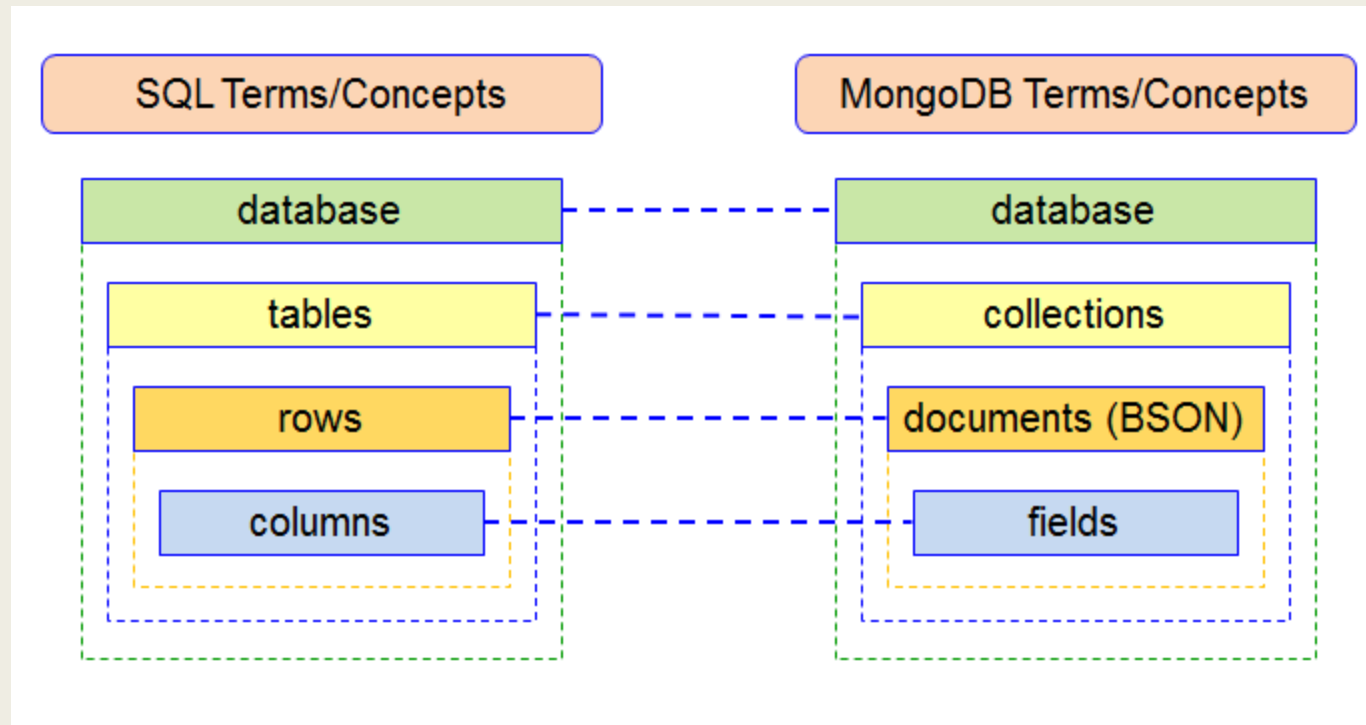 SQL Terms/Concepts
MongoDB Terms/Concepts
database
database
tables
collections
rows
documents (BSON)
columns
fields